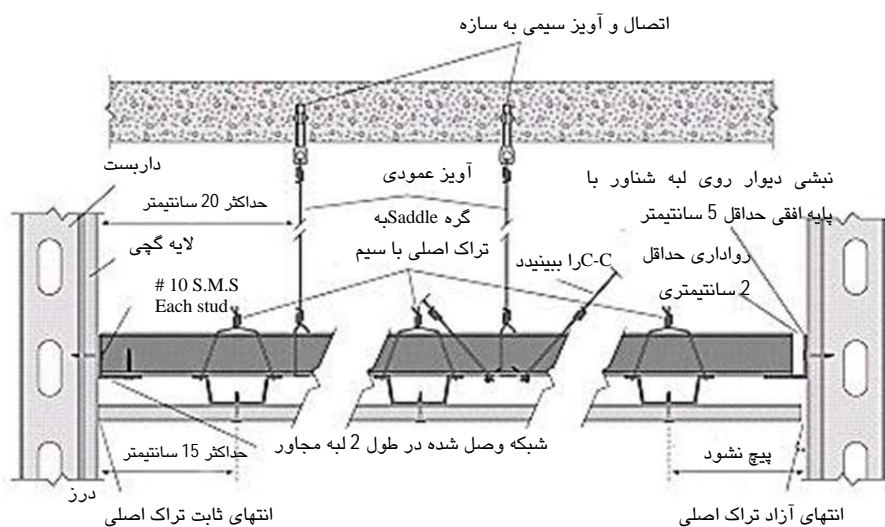 اتصال و آویز سیمی به سازه
داربست
حداکثر 20 سانتیمتر
لایه گچی
# 10 S.M.S
Each stud
آویز عمودی
گره Saddleبه
تراک اصلی با سیم
C-Cرا ببینیدد
نبشی دیوار روی لبه شناور با
پایه افقی حداقل 5 سانتیمتر
رواداری حداقل
2 سانتیمتری
حداکثر 15 سانتیمتر
شبکه وصل شده در طول 2 لبه مجاور
پیچ نشود
درز
انتهای ثابت تراک اصلی
انتهای آزاد تراک اصلی